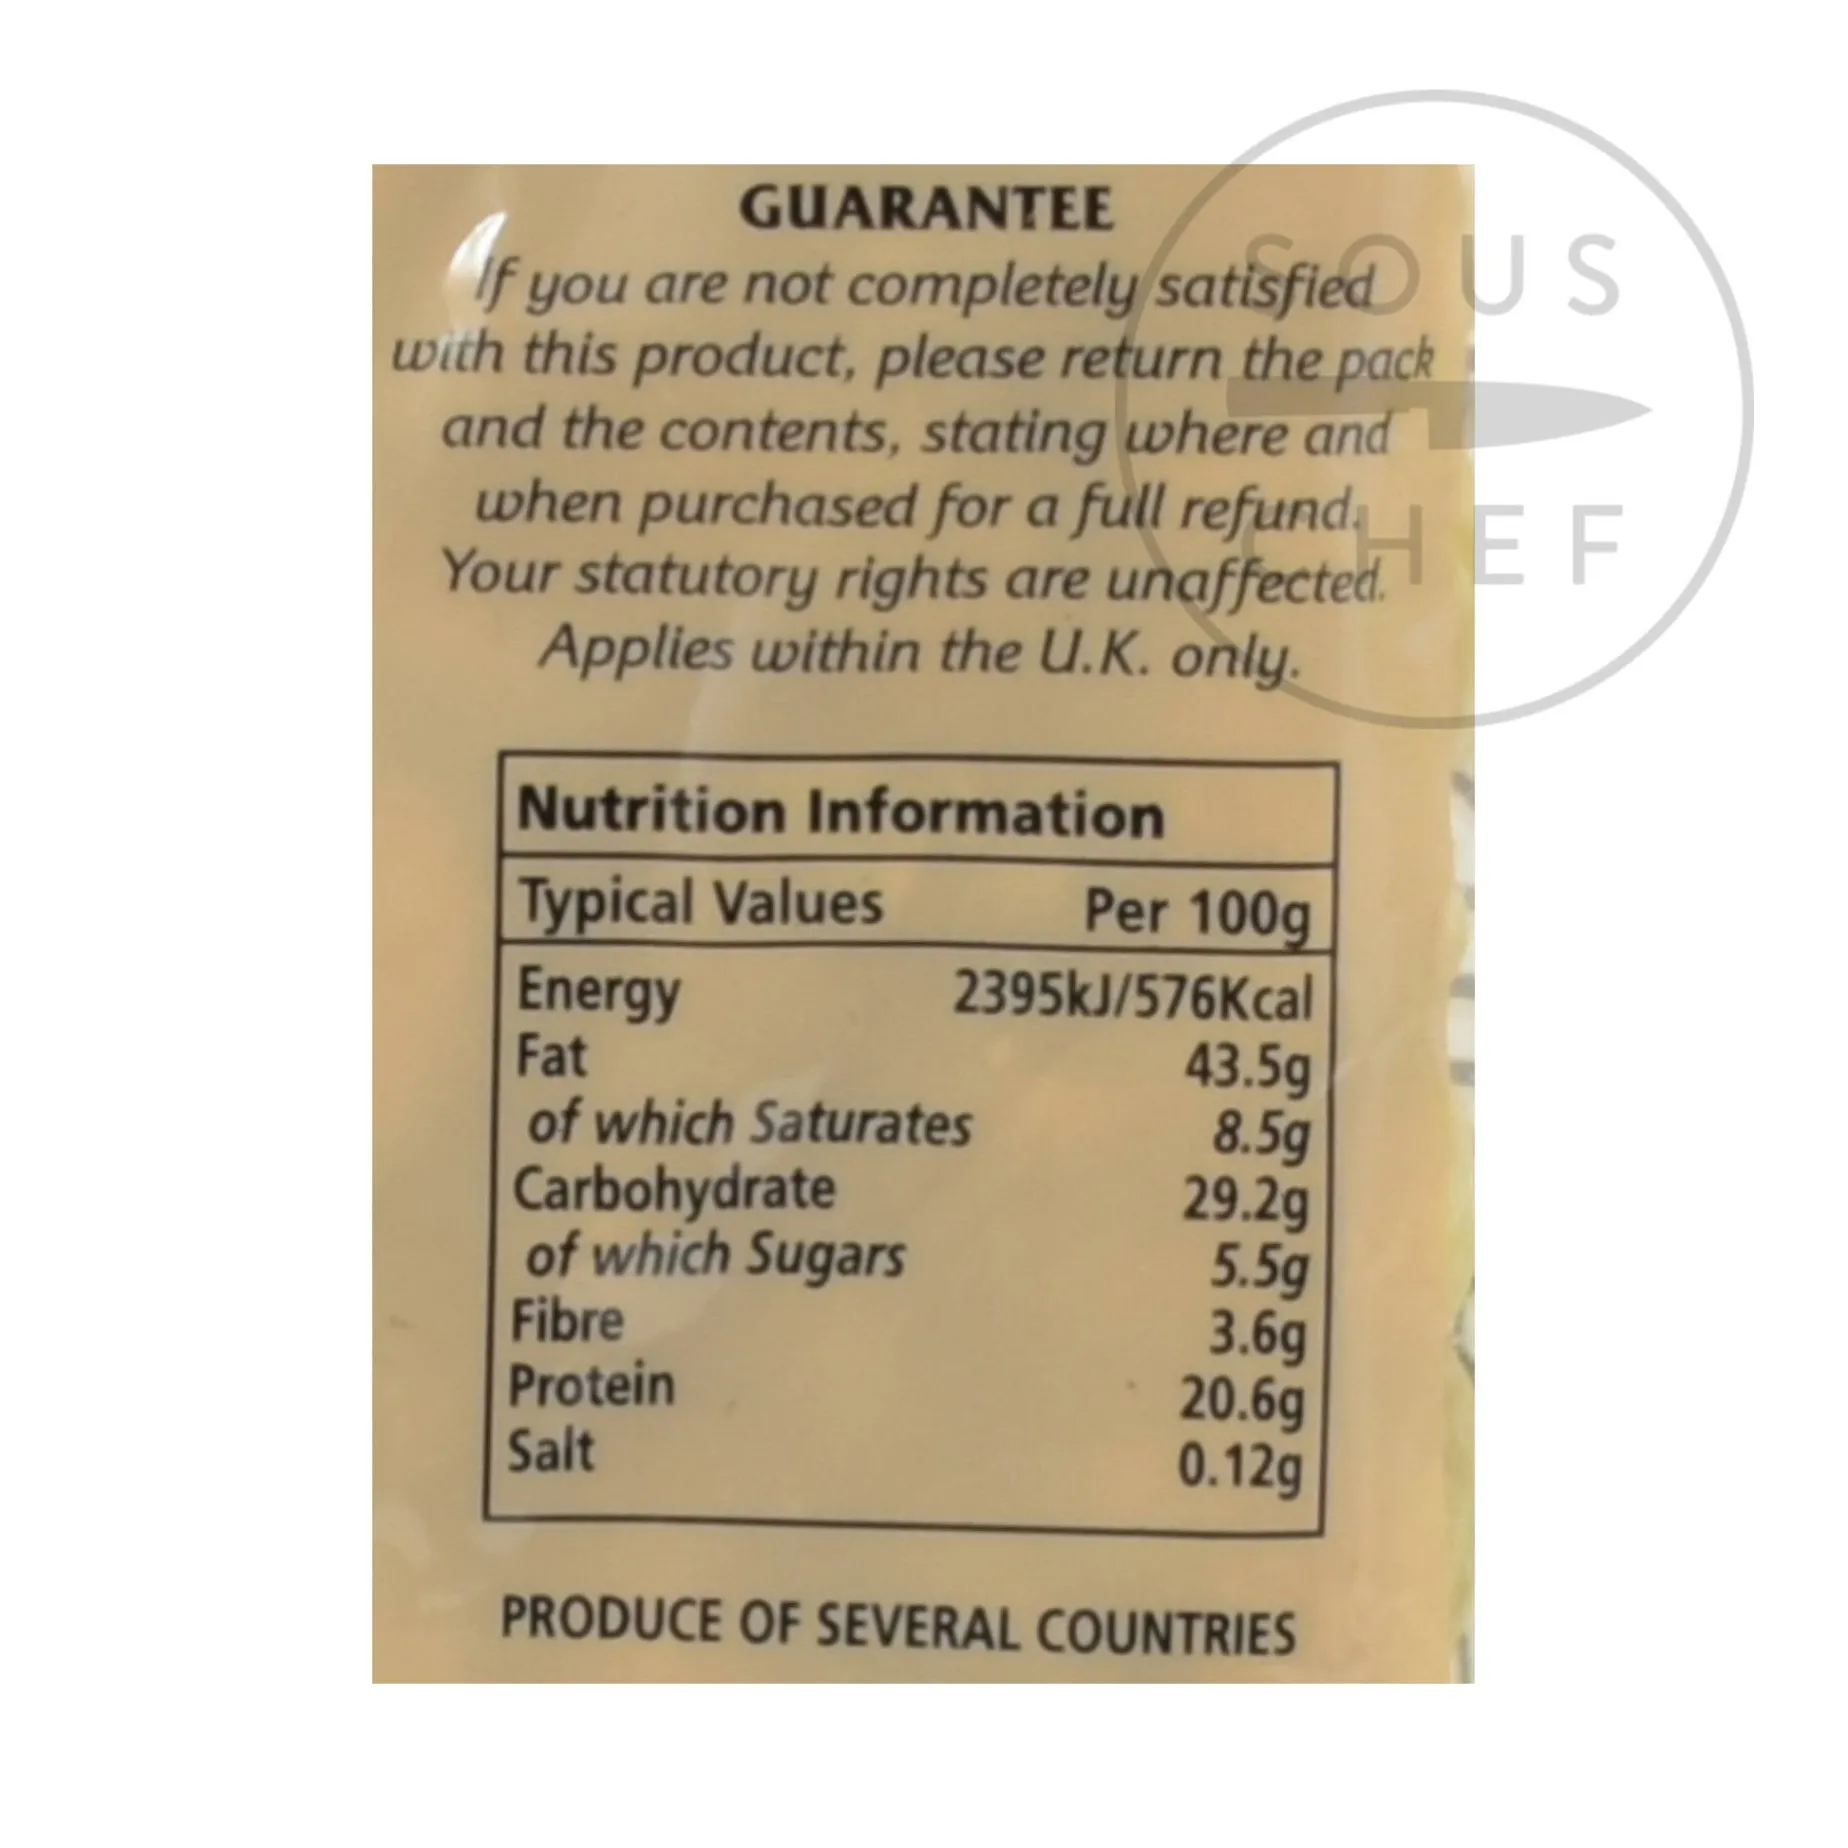 GUARANTEE
If you are not completely satisfied
with this product, please return the pack
and the contents, stating where and
when purchased for a full refund.
Your statutory rights are unaffected.
Applies within the U.K. only.
SOUS
CHEF
Nutrition Information
Typical Values Per 100g
Energy 2395kJ/576Kcal
Fat 43.5g
of which Saturates 8.5g
Carbohydrate 29.2g
of which Sugars 5.5g
Fibre 3.6g
Protein 20.6g
Salt 0.12g
PRODUCE OF SEVERAL COUNTRIES